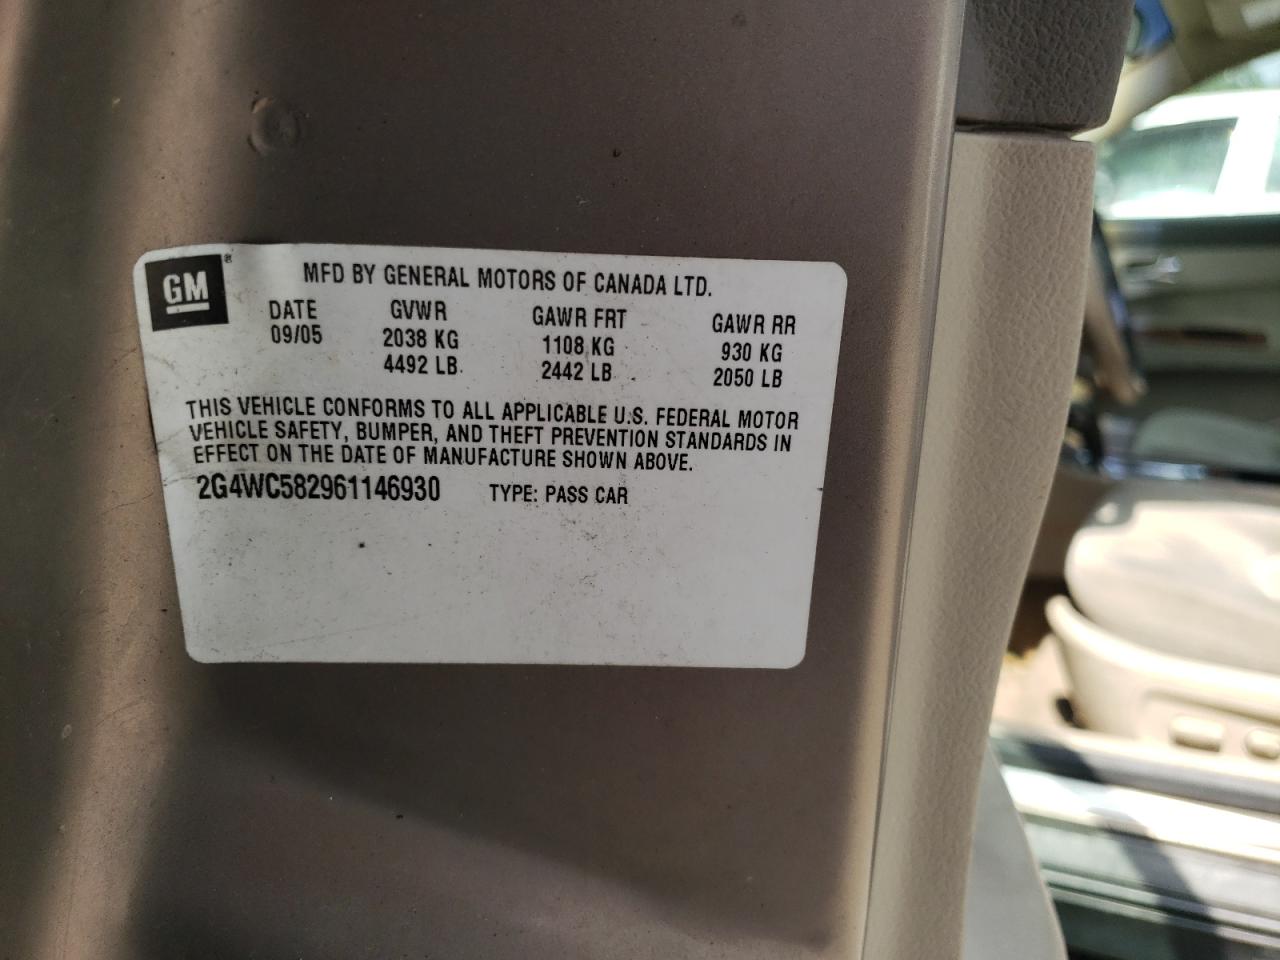 GM ®
MFD BY GENERAL MOTORS OF CANADA LTD.
DATE GVWR GAWR FRT GAWR RR
09/05 2038 KG 1108 KG 930 KG
4492 LB 2442 LB 2050 LB
THIS VEHICLE CONFORMS TO ALL APPLICABLE U.S. FEDERAL MOTOR
VEHICLE SAFETY, BUMPER, AND THEFT PREVENTION STANDARDS IN
EFFECT ON THE DATE OF MANUFACTURE SHOWN ABOVE.
2G4WC582961146930 TYPE: PASS CAR